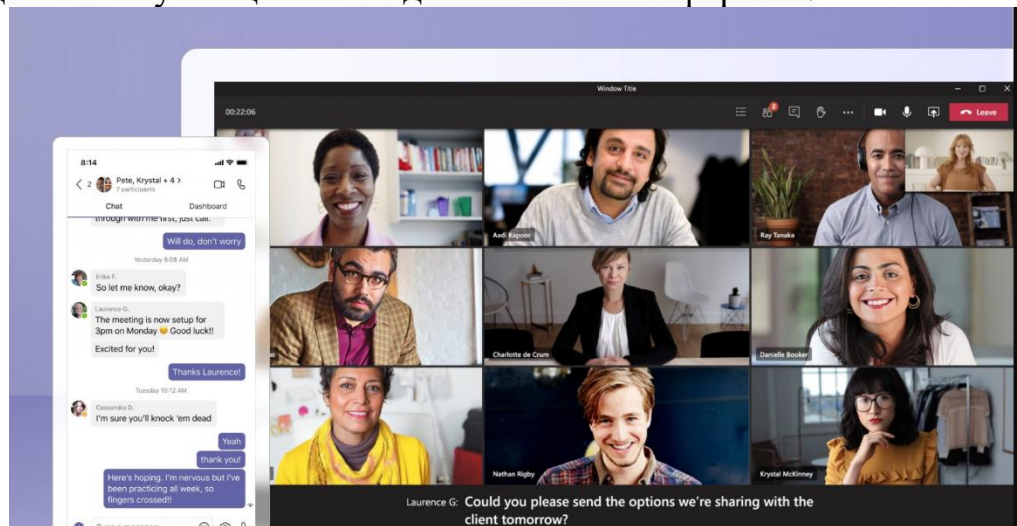 Window Title
00:22:06
2
Leave
8:14
2
Pete, Krystal + 4 >
7 participants
Chat
Dashboard
through with me first, just call.
Will do, don't worry
Yesterday 8:08 AM
Erika F.
So let me know, okay?
Laurence G.
The meeting is now setup for
3pm on Monday 😊 Good luck!!
Excited for you!
Thanks Laurence!
Tuesday 10:12 AM
Cassandra D.
I'm sure you'll knock 'em dead
Yeah
thank you!
Here's hoping. I'm nervous but I've
been practicing all week, so
fingers crossed!!
Aadi Kapoor
Ray Tanaka
Charlotte de Crum
Danielle Booker
Nathan Rigby
Krystal McKinney
Laurence G: Could you please send the options we're sharing with the
client tomorrow?